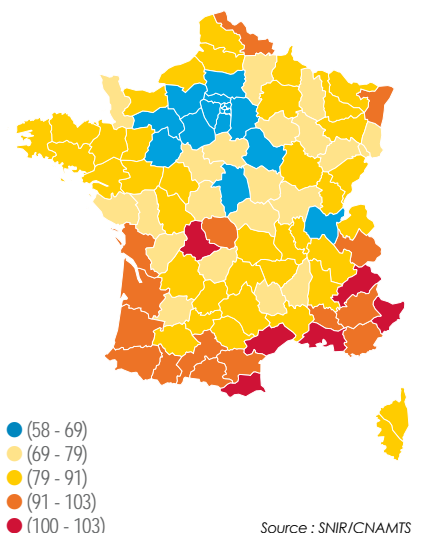 (58 - 69)
(69 - 79)
(79 - 91)
(91 - 103)
(100 - 103)
Source : SNIR/CNAMTS